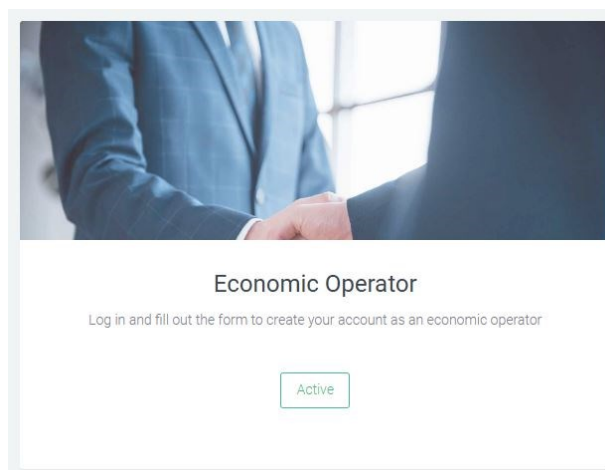 Economic Operator
Log in and fill out the form to create your account as an economic operator
Active